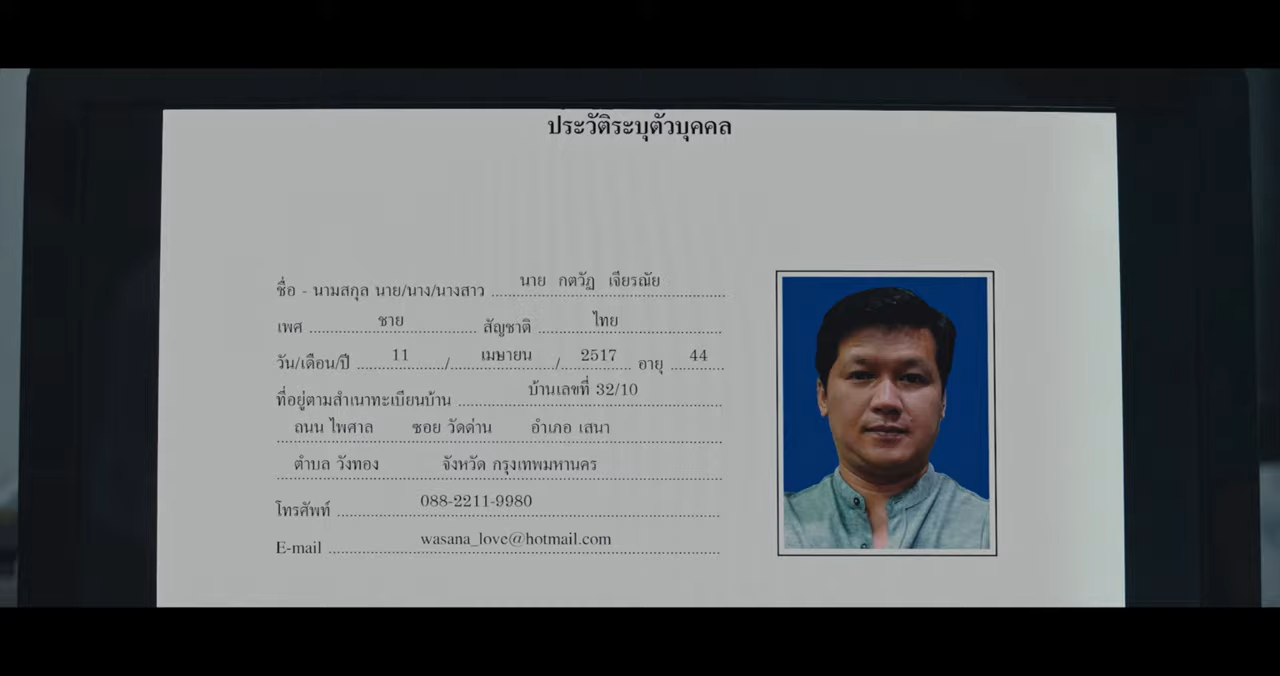 ประวัติระบุตัวบุคคล
ชื่อ - นามสกุล นาย/นาง/นางสาว นาย กตวัฏ เจียรณัย
เพศ ชาย สัญชาติ ไทย
วัน/เดือน/ปี 11 / เมษายน / 2517 อายุ 44
ที่อยู่ตามสำเนาทะเบียนบ้าน บ้านเลขที่ 32/10
ถนน ไพศาล ซอย วัดด่าน อำเภอ เสนา
ตำบล วังทอง จังหวัด กรุงเทพมหานคร
โทรศัพท์ 088-2211-9980
E-mail wasana_love@hotmail.com